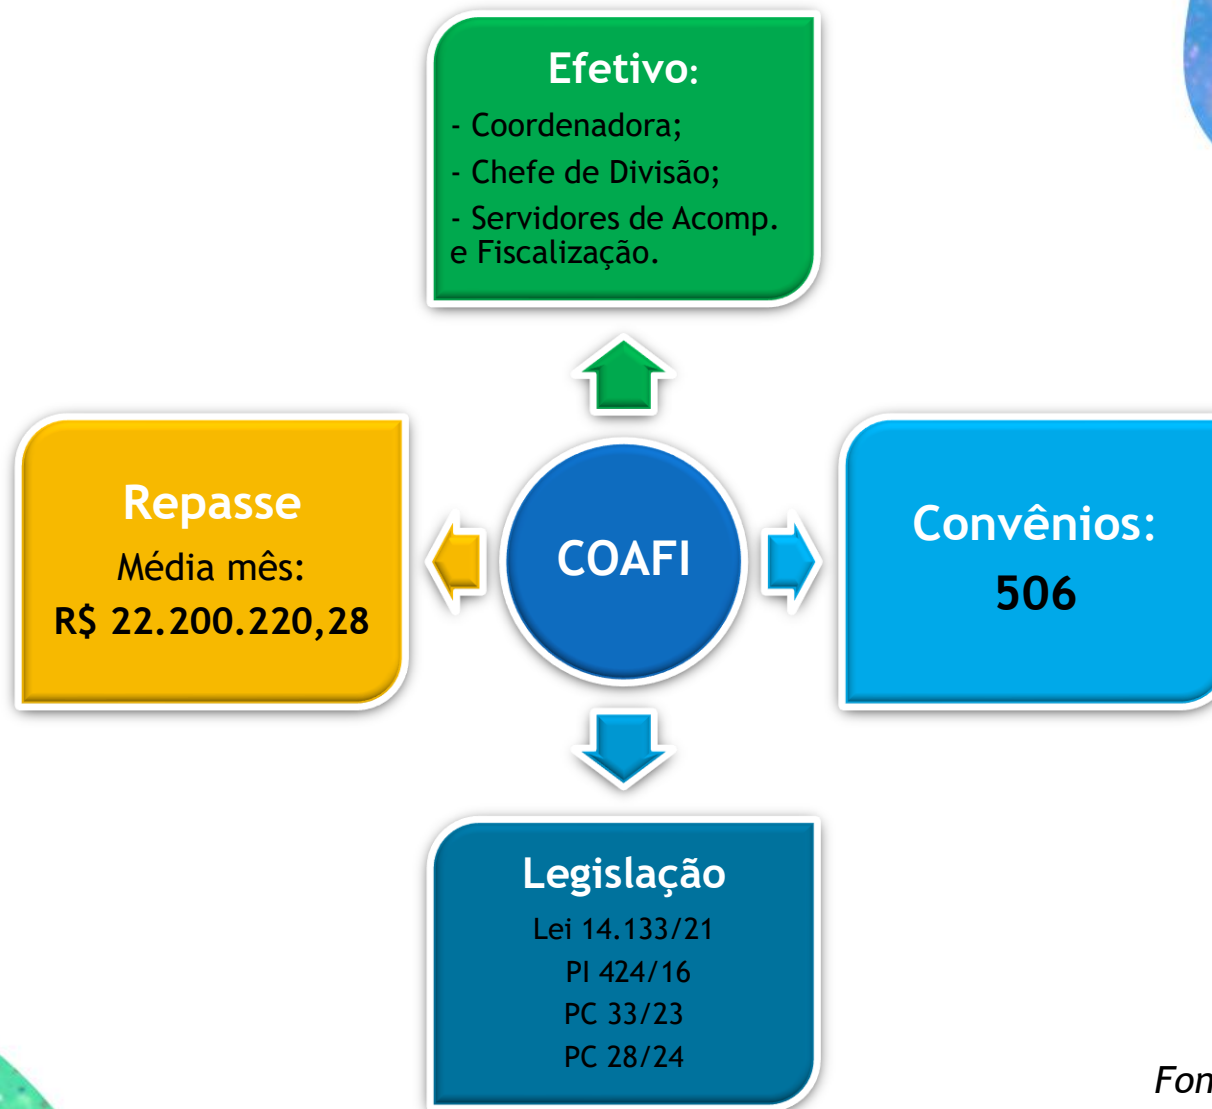 Efetivo:
- Coordenadora;
- Chefe de Divisão;
- Servidores de Acomp.
e Fiscalização.
Repasse
Média mês:
R$ 22.200.220,28
COAFI
Convênios:
506
Legislação
Lei 14.133/21
PI 424/16
PC 33/23
PC 28/24